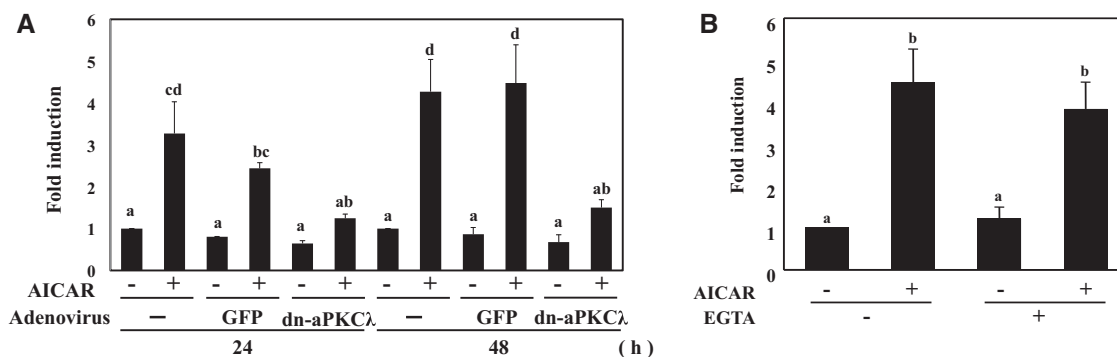 A
Fold induction
6
5
4
3
2
1
0
a
cd
a
bc
a
ab
a
d
a
d
a
ab
AICAR - + - + - + - + - + - +
Adenovirus — GFP dn-aPKCλ — GFP dn-aPKCλ
24 48 (h)
B
Fold induction
6
5
4
3
2
1
0
a
b
a
b
AICAR - + - +
EGTA - +